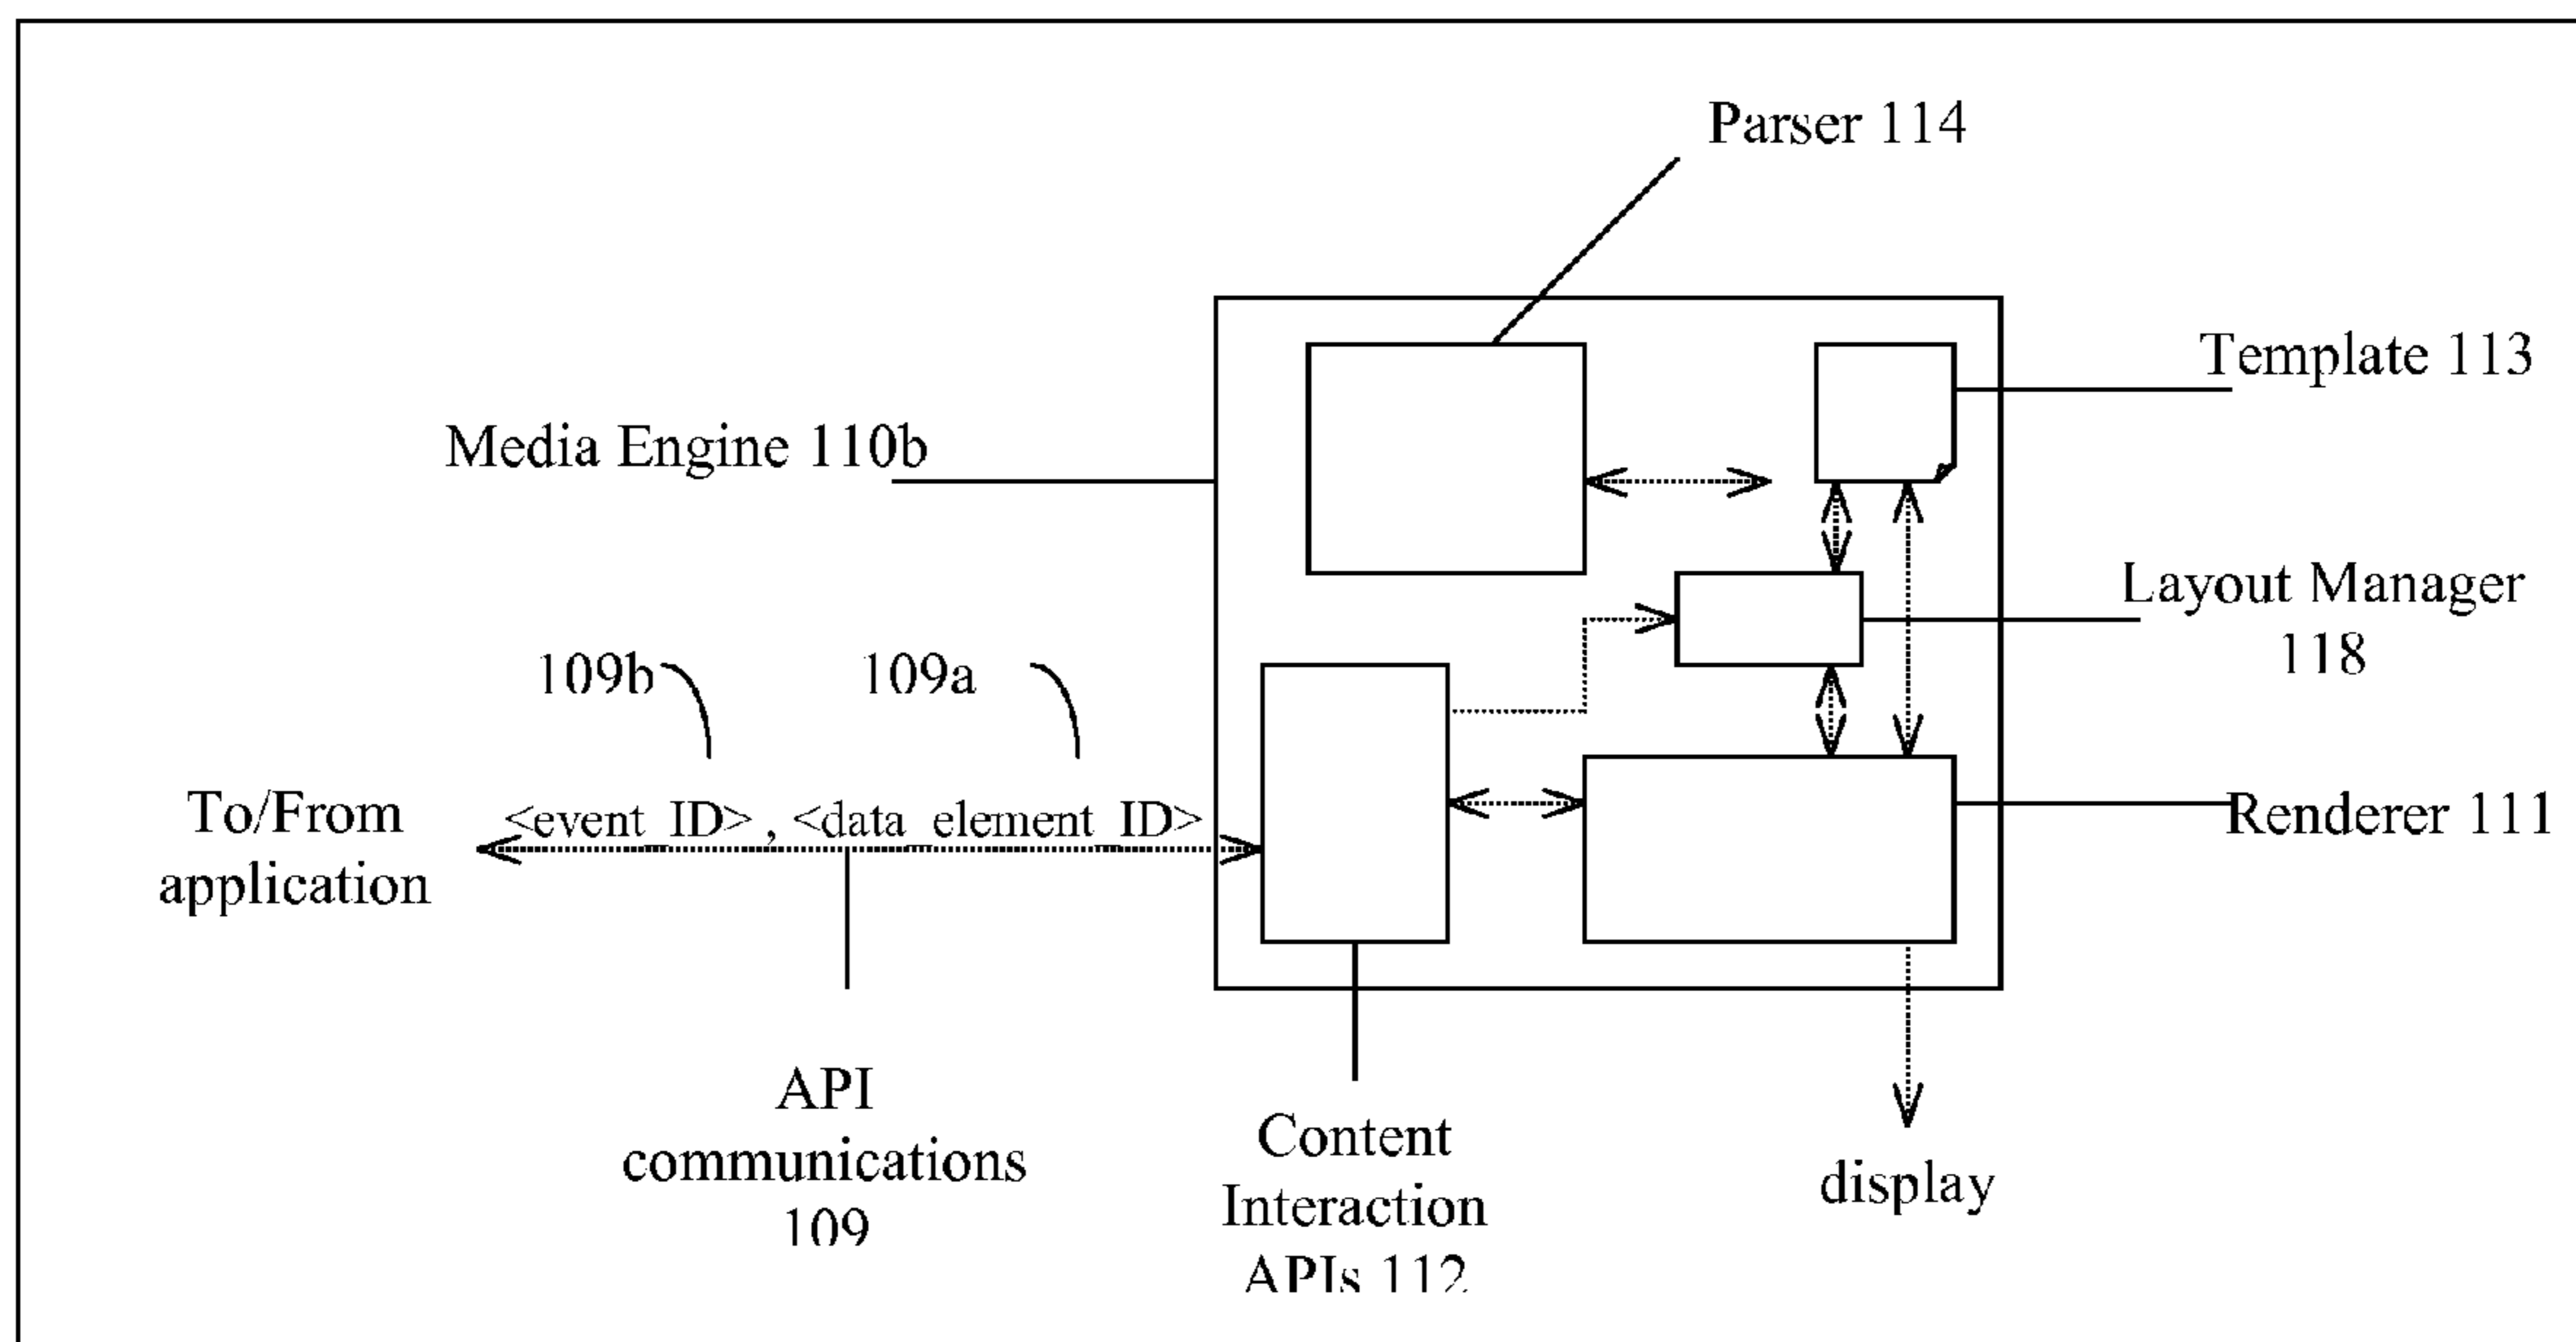 Parser 114
Template 113
Media Engine 110b
Layout Manager
118
109b
109a
To/From
application
<event_ID>, <data_element_ID>
Renderer 111
API
communications
109
Content
Interaction
APIs 112
display